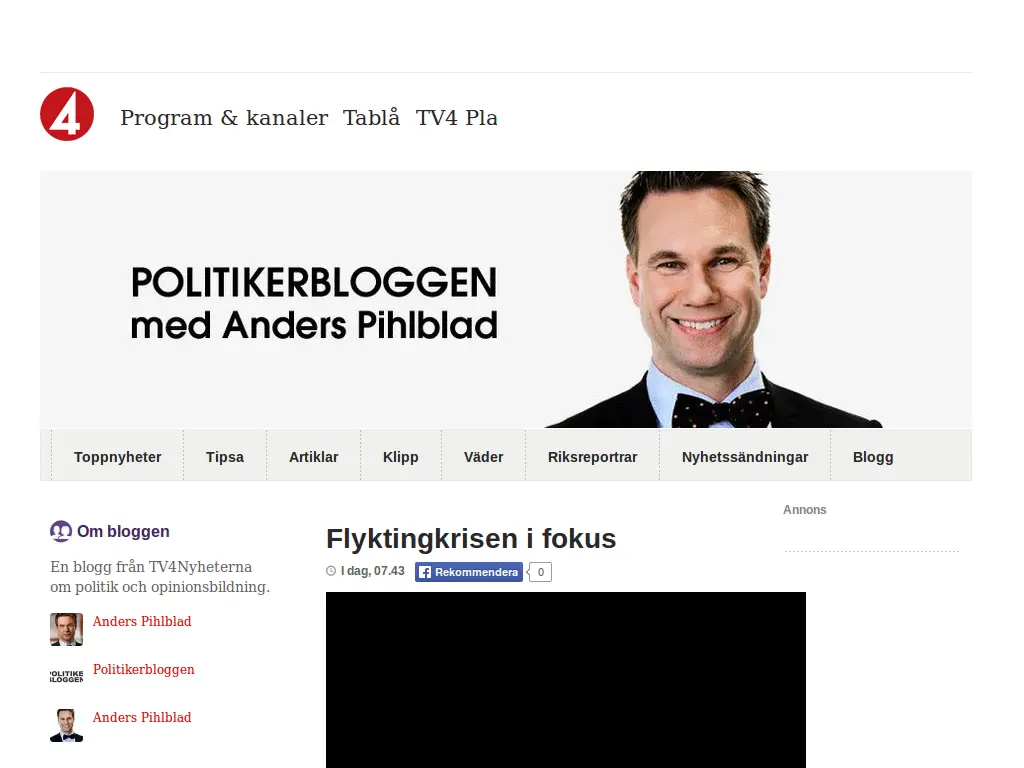 4
Program & kanaler Tablå TV4 Pla
POLITIKERBLOGGEN
med Anders Pihlblad
Toppnyheter Tipsa Artiklar Klipp Väder Riksreportrar Nyhetssändningar Blogg
Annons
Om bloggen
En blogg från TV4Nyheterna
om politik och opinionsbildning.
Anders Pihlblad
POLITIKE
BLOGGEN
Politikerbloggen
Anders Pihlblad
Flyktingkrisen i fokus
I dag, 07.43 Rekommendera 0